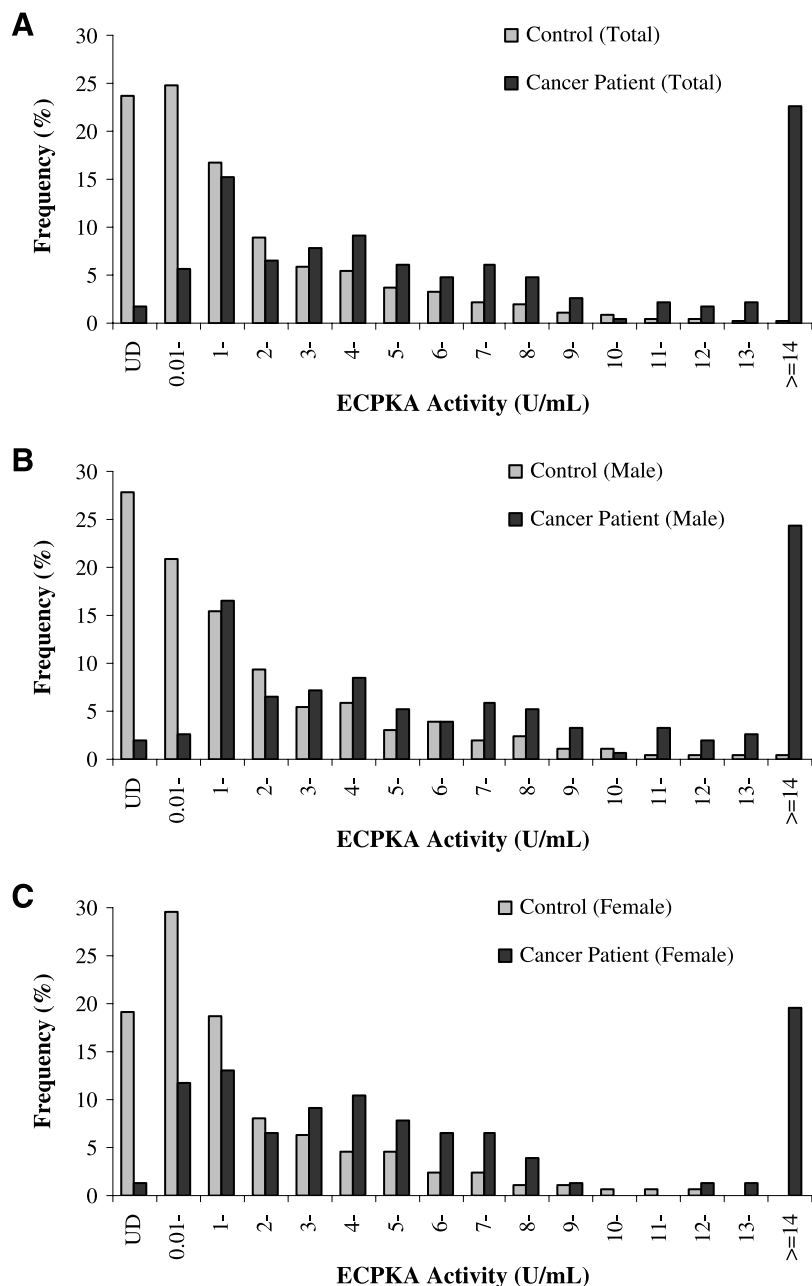 A
30
25
20
15
10
5
0
Frequency (%)
Control (Total)
Cancer Patient (Total)
UD 0.01- 1- 2- 3- 4- 5- 6- 7- 8- 9- 10- 11- 12- 13- >=14
ECPKA Activity (U/mL)
B
30
25
20
15
10
5
0
Frequency (%)
Control (Male)
Cancer Patient (Male)
UD 0.01- 1- 2- 3- 4- 5- 6- 7- 8- 9- 10- 11- 12- 13- >=14
ECPKA Activity (U/mL)
C
30
25
20
15
10
5
0
Frequency (%)
Control (Female)
Cancer Patient (Female)
UD 0.01- 1- 2- 3- 4- 5- 6- 7- 8- 9- 10- 11- 12- 13- >=14
ECPKA Activity (U/mL)